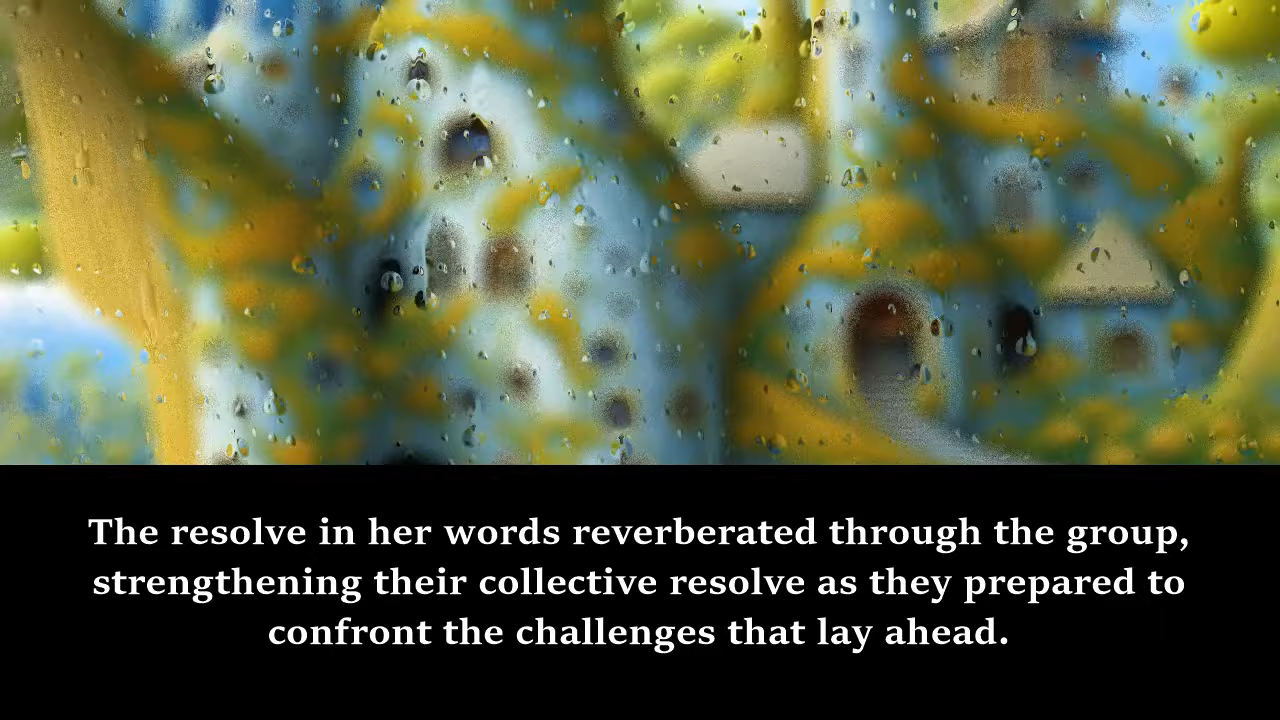 The resolve in her words reverberated through the group,
strengthening their collective resolve as they prepared to
confront the challenges that lay ahead.